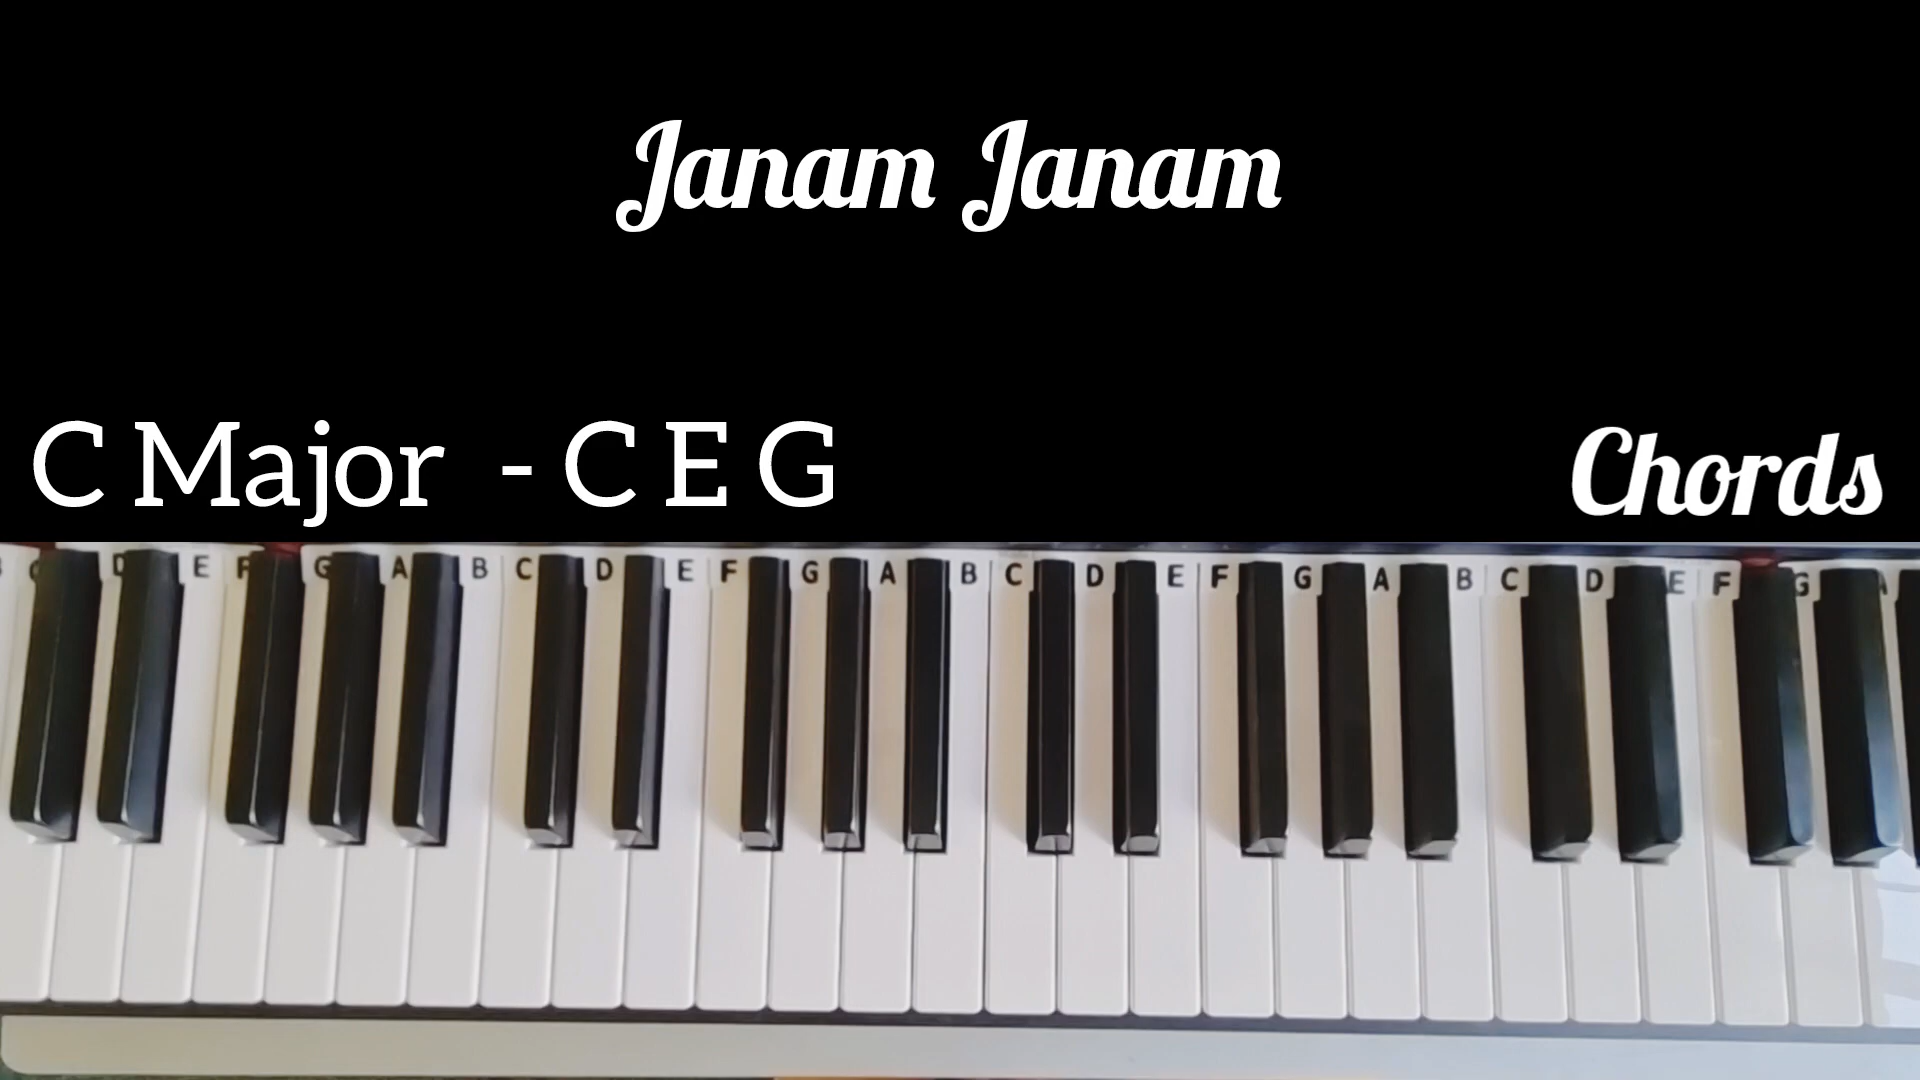 Janam Janam
C Major - C E G
Chords
D E F G A B C D E F G A B C D E F G A B C D E F G